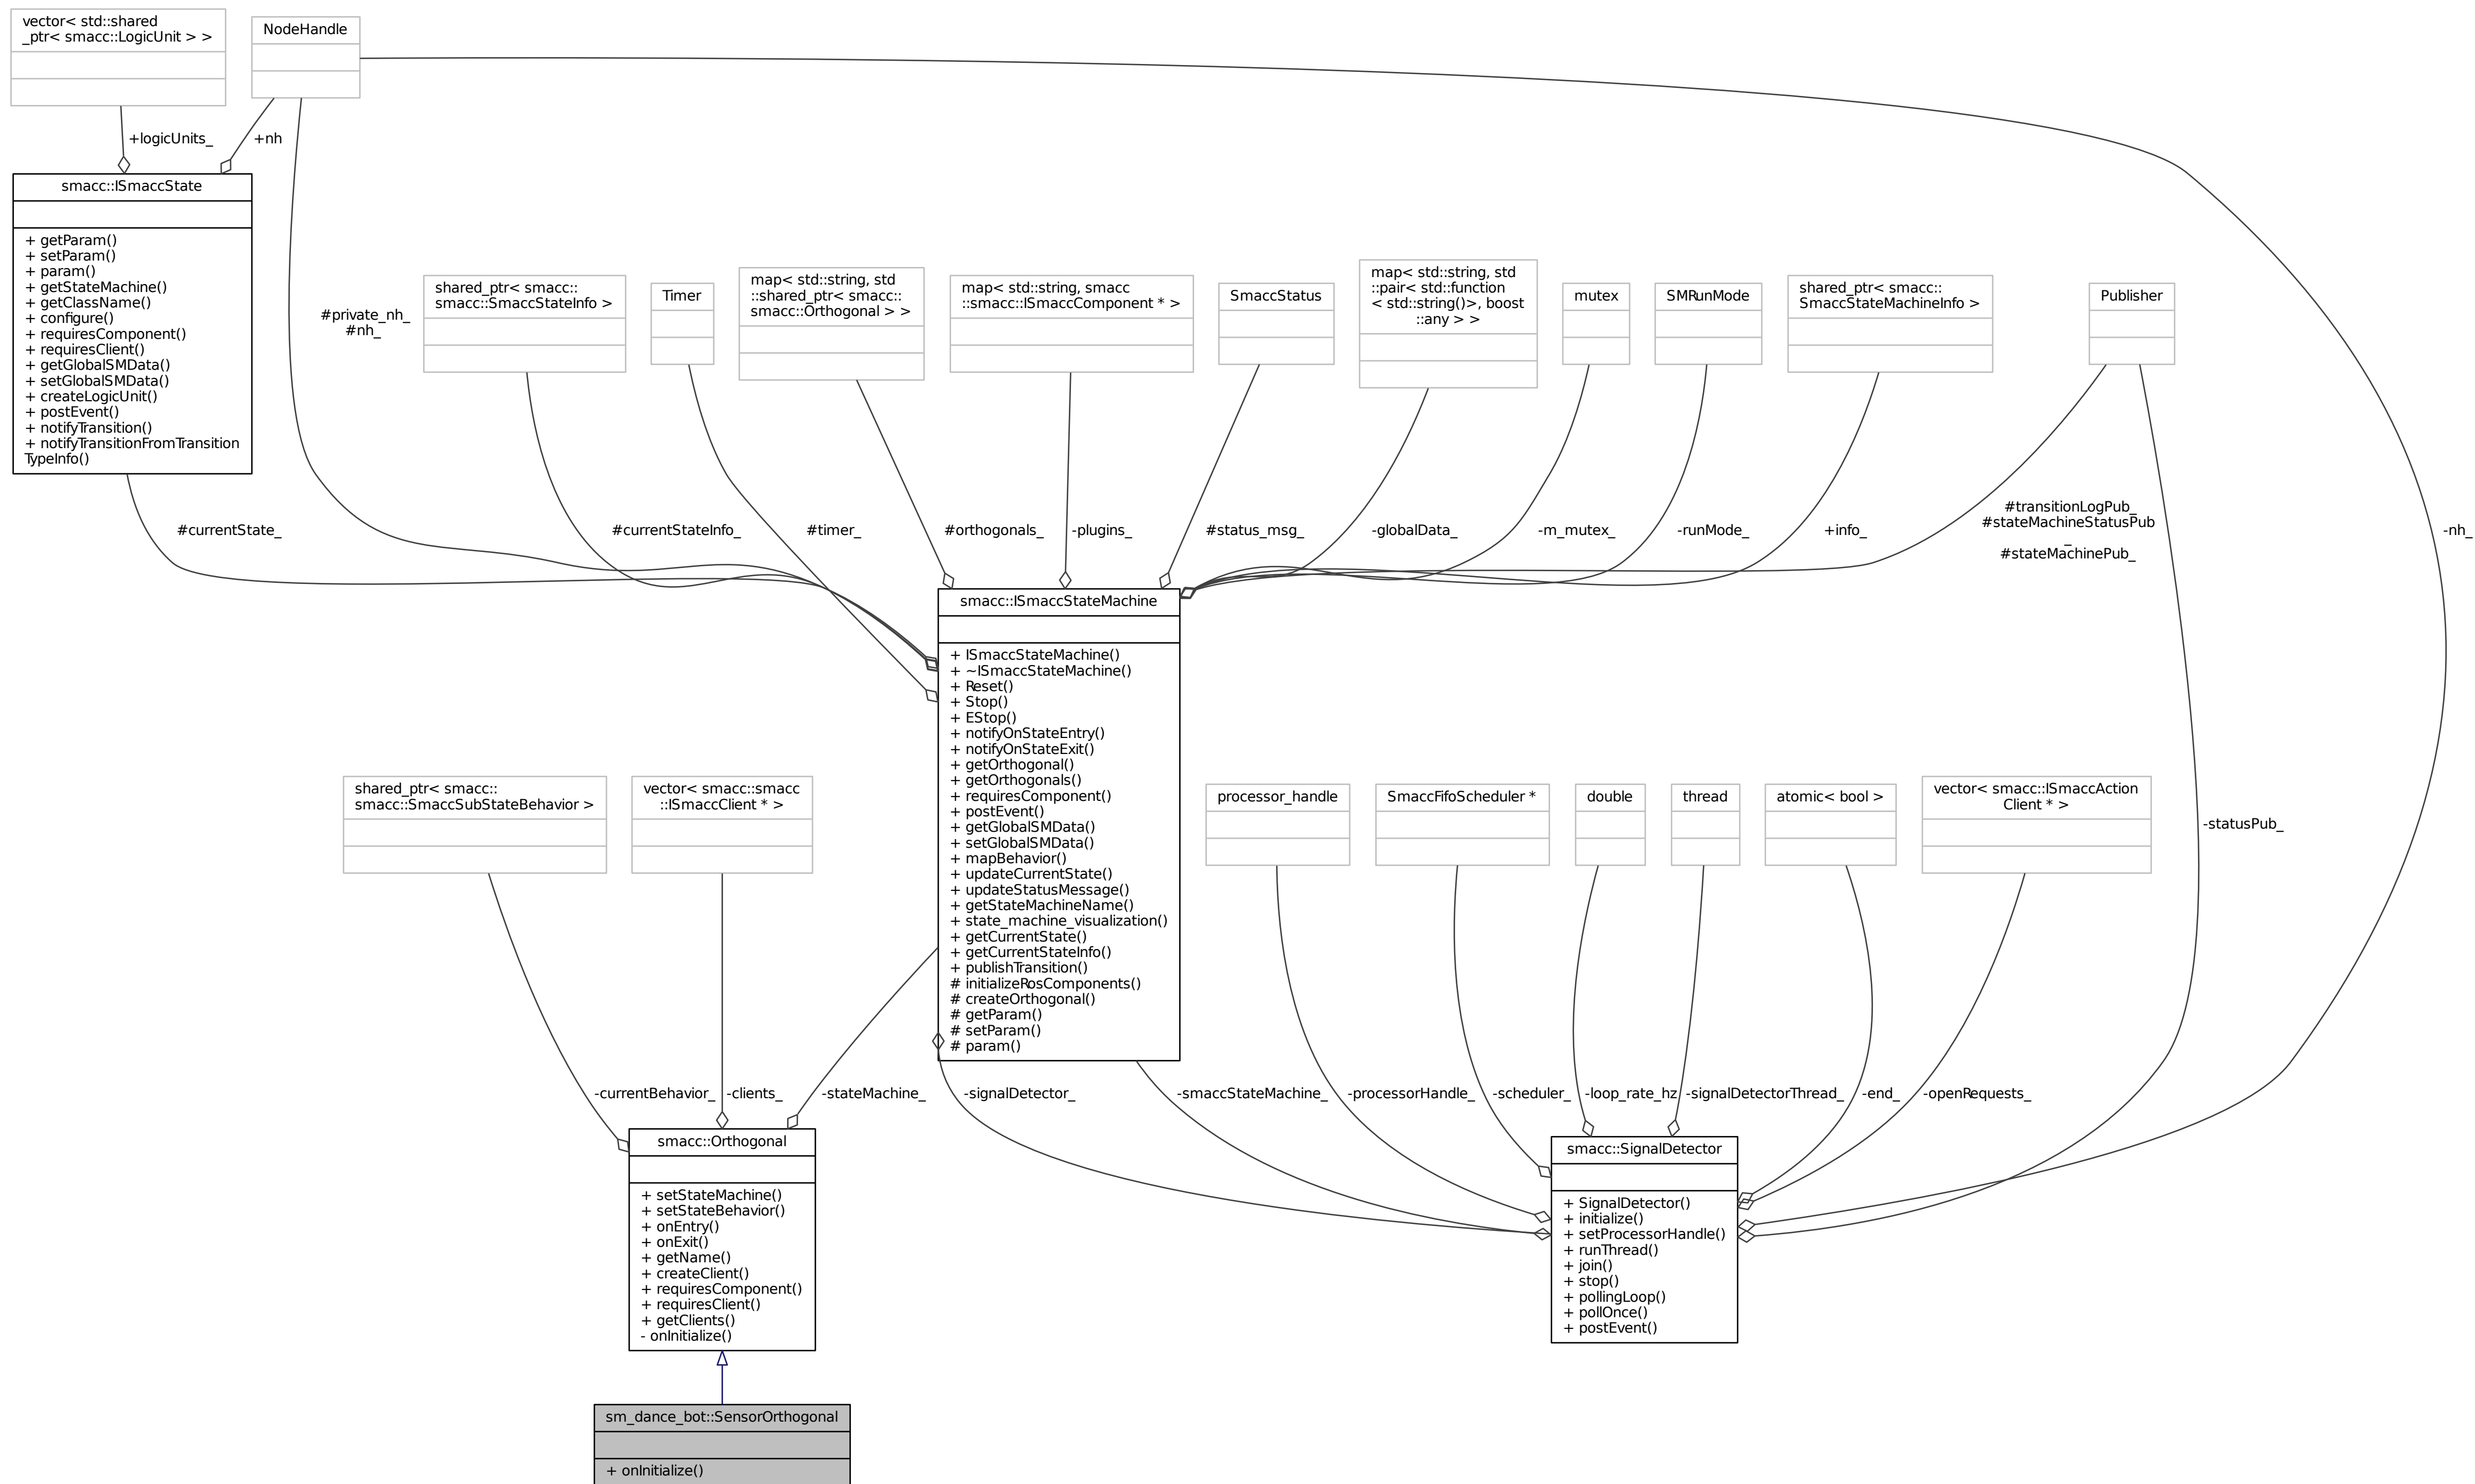 vector< std::shared
_ptr< smacc::LogicUnit > >
NodeHandle
+logicUnits_
+nh
smacc::ISmaccState
+ getParam()
+ setParam()
+ param()
+ getStateMachine()
+ getClassName()
+ configure()
+ requiresComponent()
+ requiresClient()
+ getGlobalSMData()
+ setGlobalSMData()
+ createLogicUnit()
+ postEvent()
+ notifyTransition()
+ notifyTransitionFromTransition
TypeInfo()
#private_nh_
#nh_
shared_ptr< smacc::
smacc::SmaccStateInfo >
Timer
map< std::string, std
::shared_ptr< smacc::
smacc::Orthogonal > >
map< std::string, smacc
::smacc::ISmaccComponent * >
SmaccStatus
map< std::string, std
::pair< std::function
< std::string()>, boost
::any > >
mutex
SMRunMode
shared_ptr< smacc::
SmaccStateMachineInfo >
Publisher
#currentState_
#currentStateInfo_
#timer_
#orthogonals_
-plugins_
#status_msg_
-globalData_
-m_mutex_
-runMode_
+info_
#transitionLogPub_
#stateMachineStatusPub
_
#stateMachinePub_
-nh_
smacc::ISmaccStateMachine
+ ISmaccStateMachine()
+ ~ISmaccStateMachine()
+ Reset()
+ Stop()
+ EStop()
+ notifyOnStateEntry()
+ notifyOnStateExit()
+ getOrthogonal()
+ getOrthogonals()
+ requiresComponent()
+ postEvent()
+ getGlobalSMData()
+ setGlobalSMData()
+ mapBehavior()
+ updateCurrentState()
+ updateStatusMessage()
+ getStateMachineName()
+ state_machine_visualization()
+ getCurrentState()
+ getCurrentStateInfo()
+ publishTransition()
# initializeRosComponents()
# createOrthogonal()
# getParam()
# setParam()
# param()
shared_ptr< smacc::
smacc::SmaccSubStateBehavior >
vector< smacc::smacc
::ISmaccClient * >
processor_handle
SmaccFifoScheduler *
double
thread
atomic< bool >
vector< smacc::ISmaccAction
Client * >
-statusPub_
-currentBehavior_
-clients_
-stateMachine_
-signalDetector_
-smaccStateMachine_
-processorHandle_
-scheduler_
-loop_rate_hz
-signalDetectorThread_
-end_
-openRequests_
smacc::Orthogonal
+ setStateMachine()
+ setStateBehavior()
+ onEntry()
+ onExit()
+ getName()
+ createClient()
+ requiresComponent()
+ requiresClient()
+ getClients()
- onInitialize()
smacc::SignalDetector
+ SignalDetector()
+ initialize()
+ setProcessorHandle()
+ runThread()
+ join()
+ stop()
+ pollingLoop()
+ pollOnce()
+ postEvent()
sm_dance_bot::SensorOrthogonal
+ onInitialize()